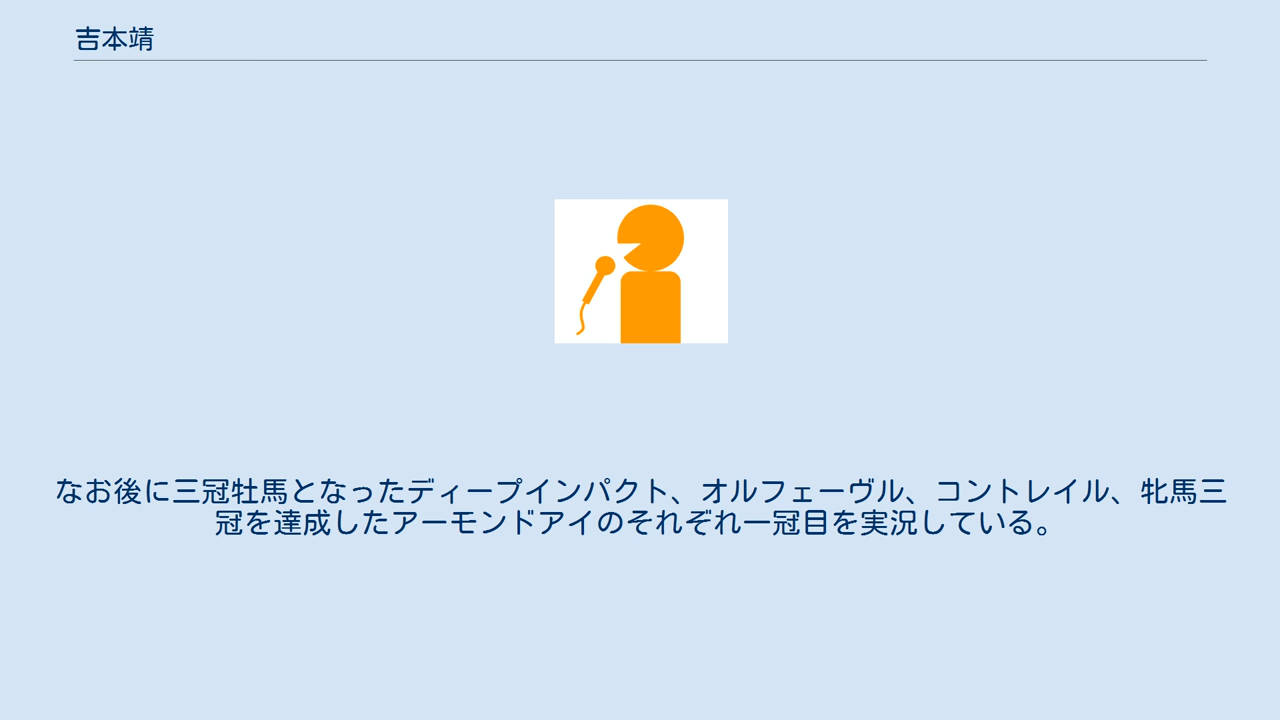 吉本靖
なお後に三冠牡馬となったディープインパクト、オルフェーヴル、コントレイル、牝馬三
冠を達成したアーモンドアイのそれぞれ一冠目を実況している。